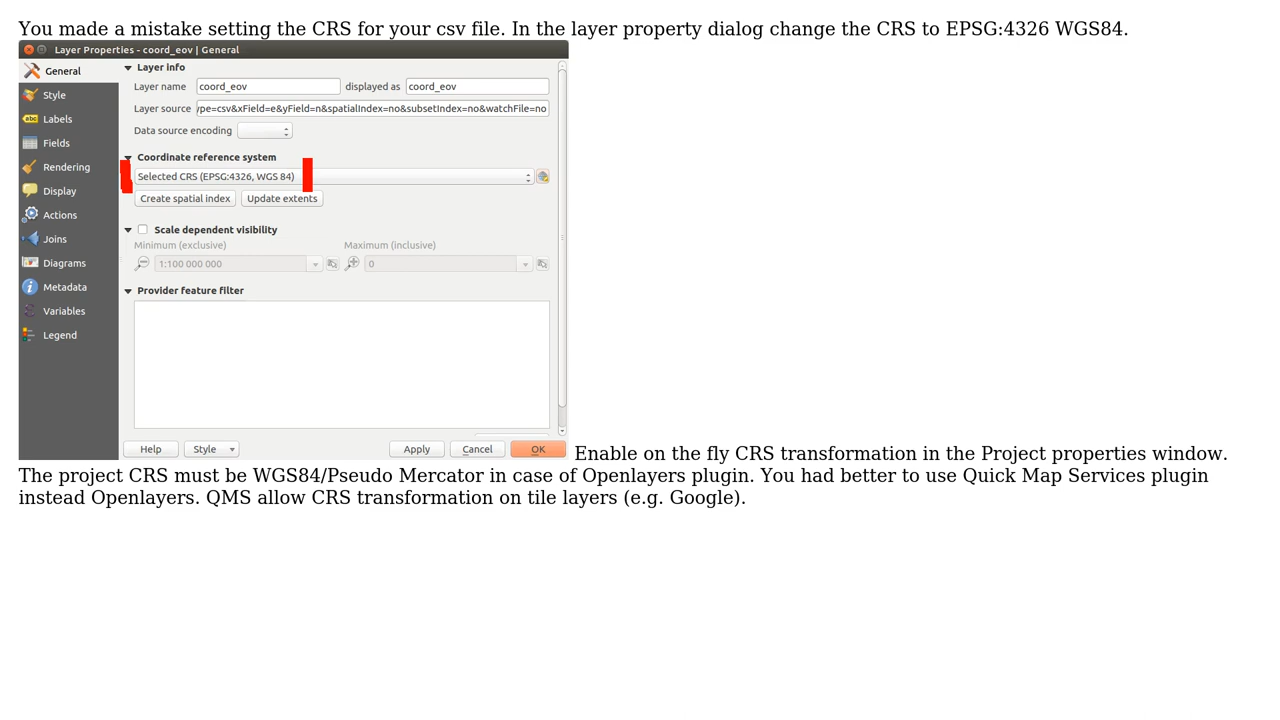 You made a mistake setting the CRS for your csv file. In the layer property dialog change the CRS to EPSG:4326 WGS84.
Layer Properties - coord_eov | General
General
Style
Labels
Fields
Rendering
Display
Actions
Joins
Diagrams
Metadata
Variables
Legend
Layer info
Layer name coord_eov displayed as coord_eov
Layer source ype=csv&xField=e&yField=n&spatialIndex=no&subsetIndex=no&watchFile=no
Data source encoding
Coordinate reference system
Selected CRS (EPSG:4326, WGS 84)
Create spatial index Update extents
Scale dependent visibility
Minimum (exclusive) Maximum (inclusive)
1:100 000 000 0
Provider feature filter
Help Style Apply Cancel OK
Enable on the fly CRS transformation in the Project properties window.
The project CRS must be WGS84/Pseudo Mercator in case of Openlayers plugin. You had better to use Quick Map Services plugin
instead Openlayers. QMS allow CRS transformation on tile layers (e.g. Google).